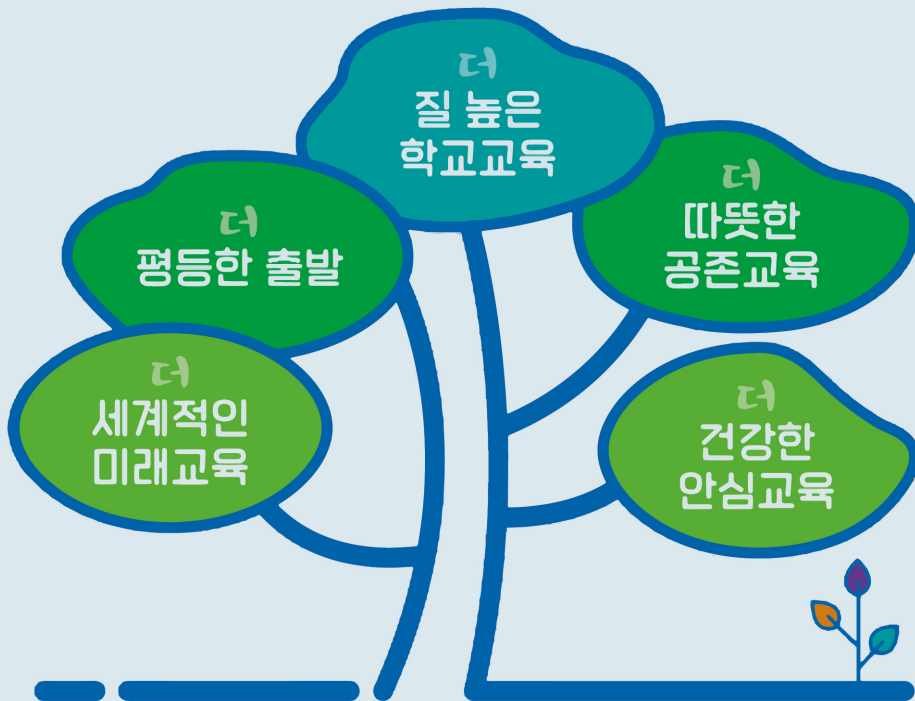 더
질 높은
학교교육
더
평등한 출발
더
따뜻한
공존교육
더
세계적인
미래교육
더
건강한
안심교육